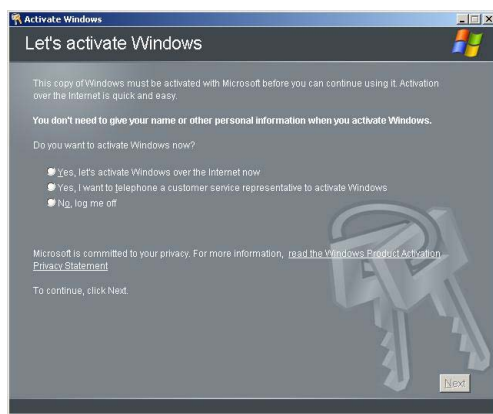 Activate Windows
Let's activate Windows
This copy of Windows must be activated with Microsoft before you can continue using it. Activation
over the Internet is quick and easy.
You don't need to give your name or other personal information when you activate Windows.
Do you want to activate Windows now?
Yes, let's activate Windows over the Internet now
Yes, I want to telephone a customer service representative to activate Windows
No, log me off
Microsoft is committed to your privacy. For more information, read the Windows Product Activation
Privacy Statement
To continue, click Next.
Next